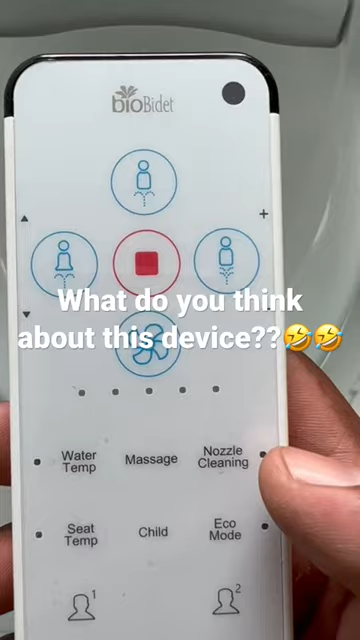 bioBidet
+
What do you think
about this device??🤣🤣
Water
Temp
Massage
Nozzle
Cleaning
Seat
Temp
Child
Eco
Mode
1
2